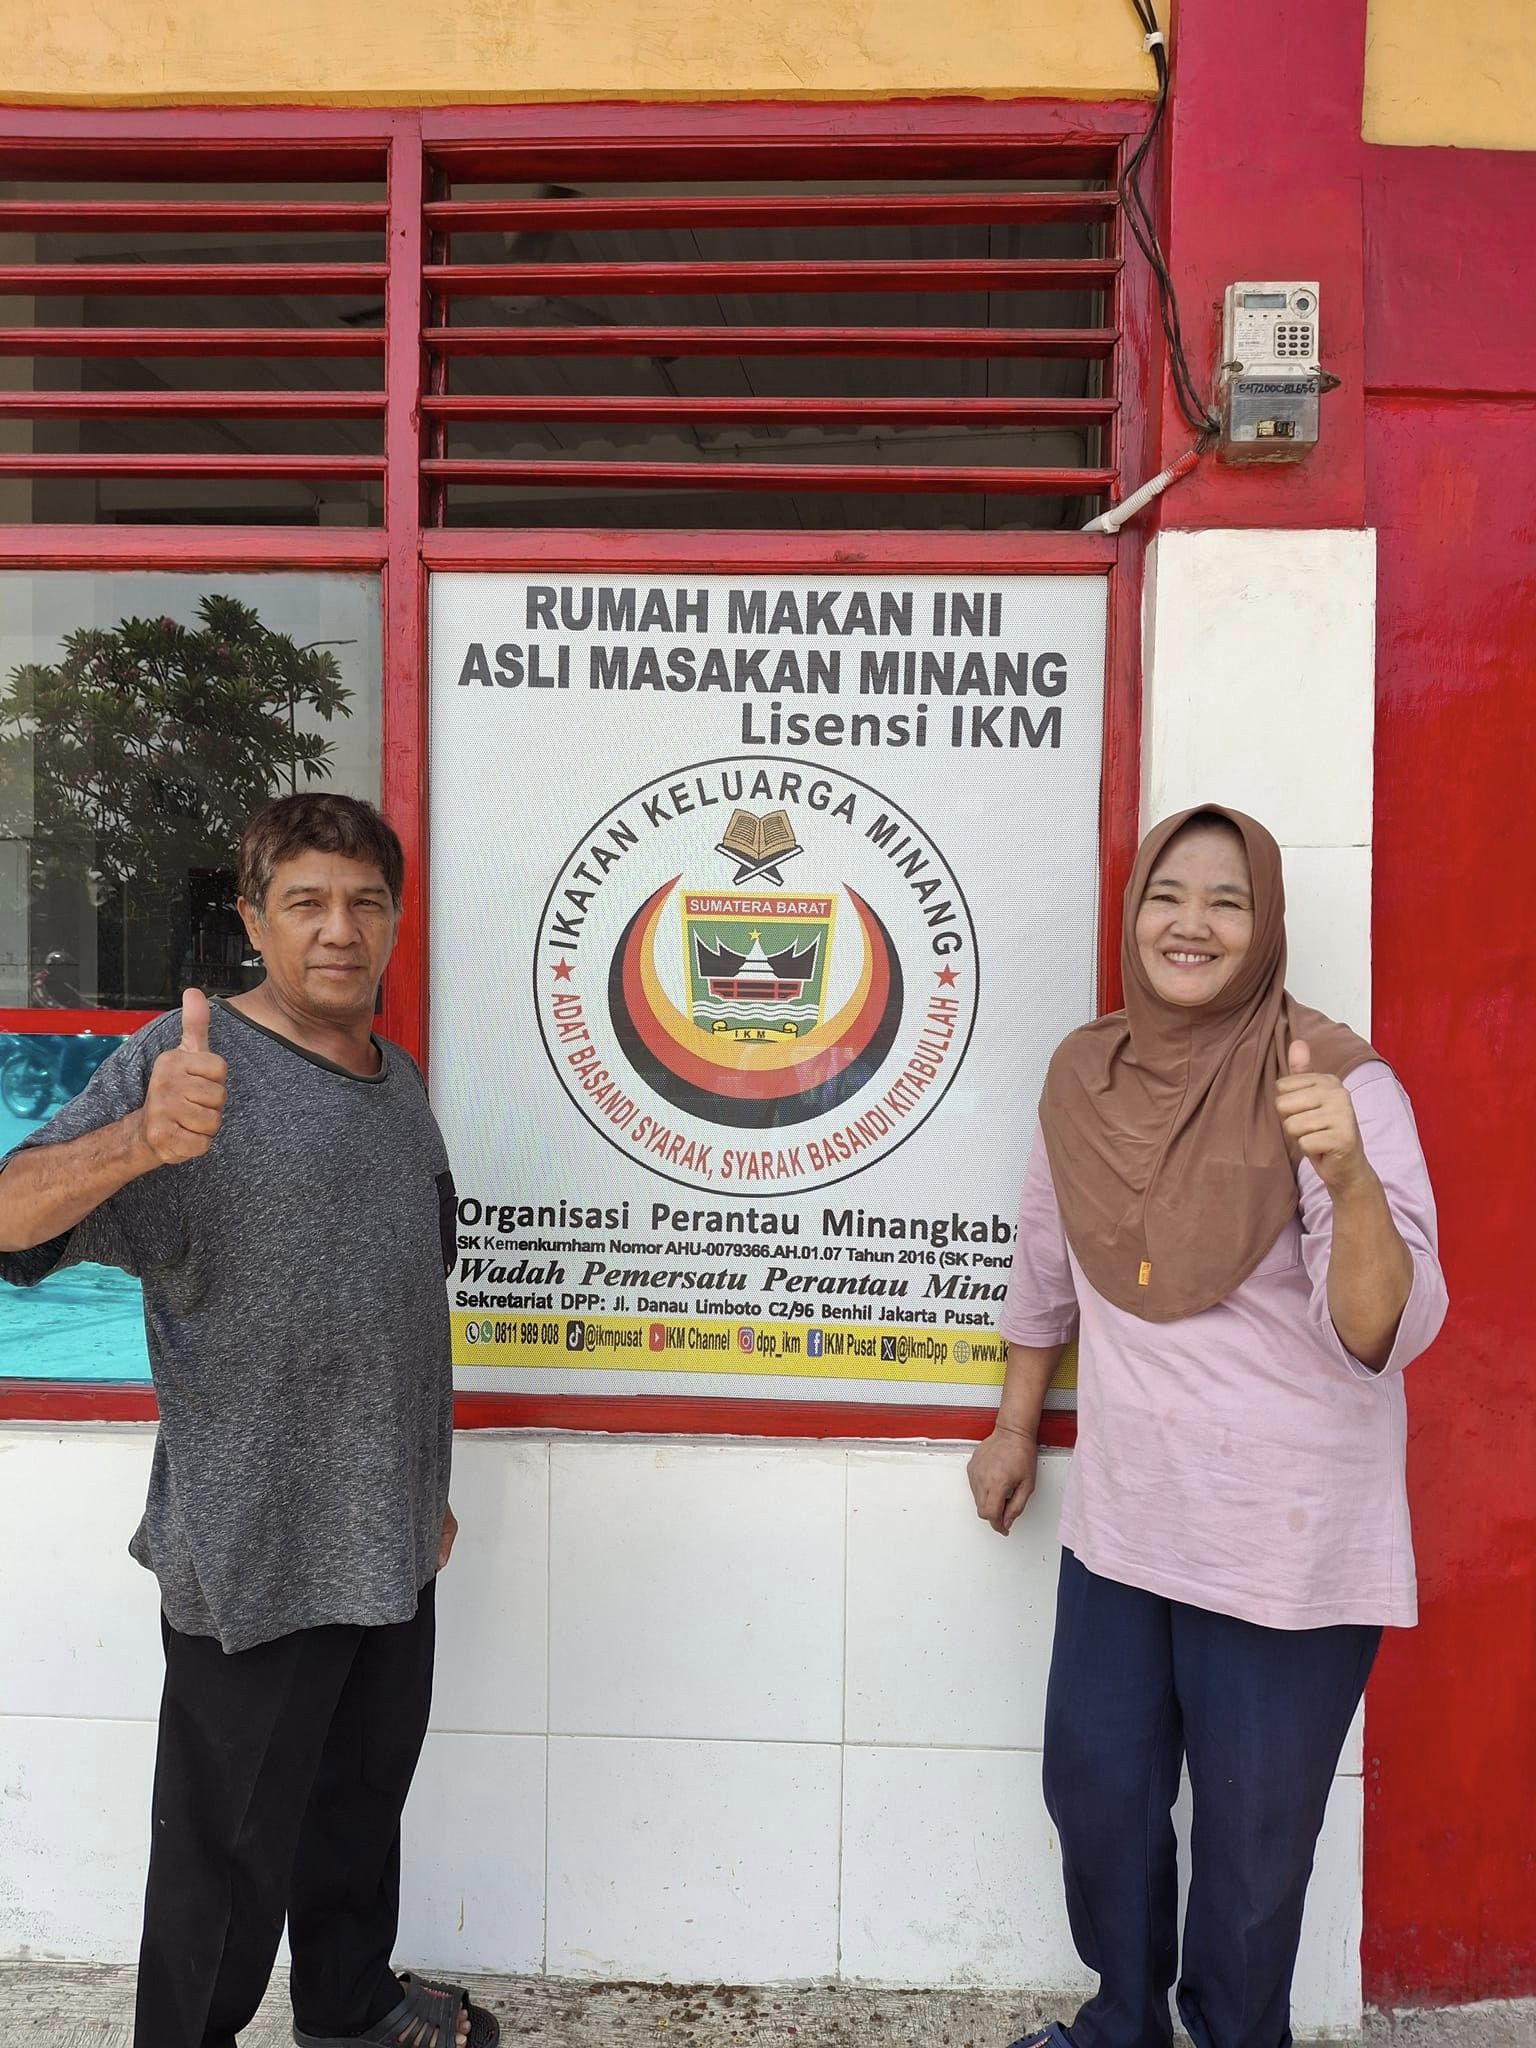 RUMAH MAKAN INI
ASLI MASAKAN MINANG
Lisensi IKM
IKATAN KELUARGA MINANG
SUMATERA BARAT
IKM
ADAT BASANDI SYARAK, SYARAK BASANDI KITABULLAH
Organisasi Perantau Minangkaba
SK Kemenkumham Nomor AHU-0079366.AH.01.07 Tahun 2016 (SK Pend
Wadah Pemersatu Perantau Mina
Sekretariat DPP: Jl. Danau Limboto C2/96 Benhil Jakarta Pusat.
0811 989 008 @ikmpusat IKM Channel dpp_ikm IKM Pusat @IkmDpp www.ik